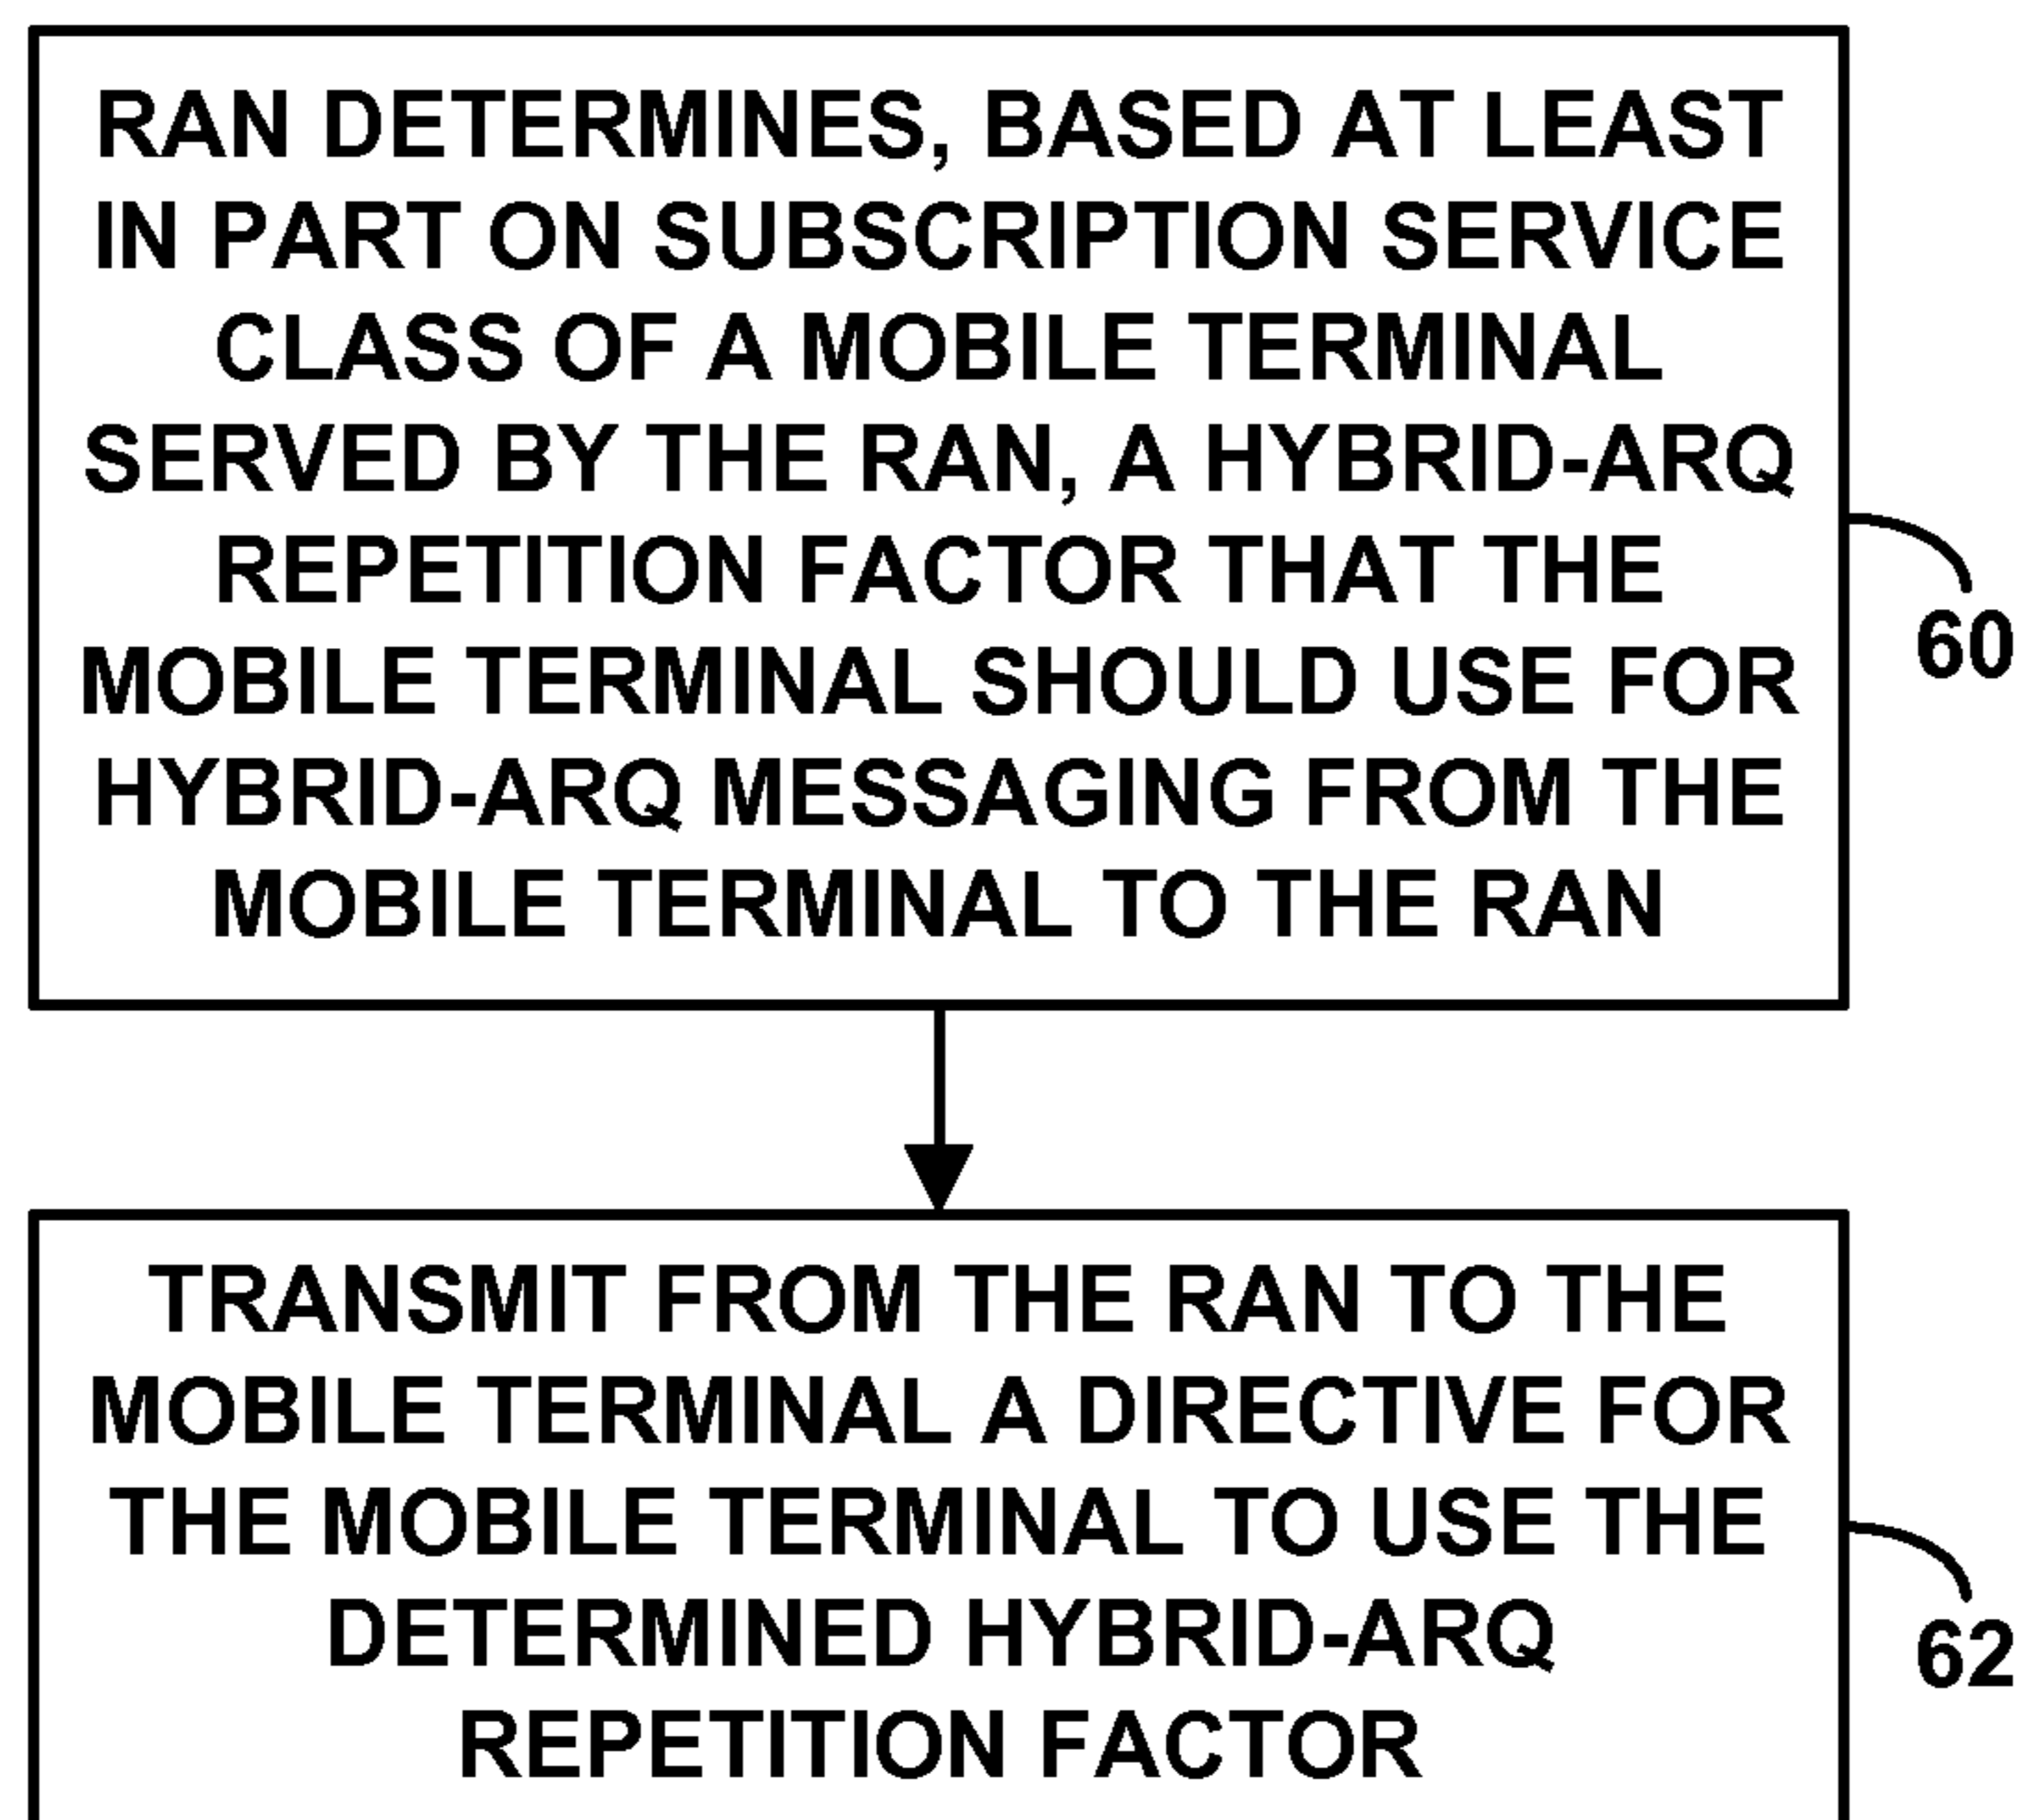 RAN DETERMINES, BASED AT LEAST
IN PART ON SUBSCRIPTION SERVICE
CLASS OF A MOBILE TERMINAL
SERVED BY THE RAN, A HYBRID-ARQ
REPETITION FACTOR THAT THE
MOBILE TERMINAL SHOULD USE FOR
HYBRID-ARQ MESSAGING FROM THE
MOBILE TERMINAL TO THE RAN
60
TRANSMIT FROM THE RAN TO THE
MOBILE TERMINAL A DIRECTIVE FOR
THE MOBILE TERMINAL TO USE THE
DETERMINED HYBRID-ARQ
REPETITION FACTOR
62